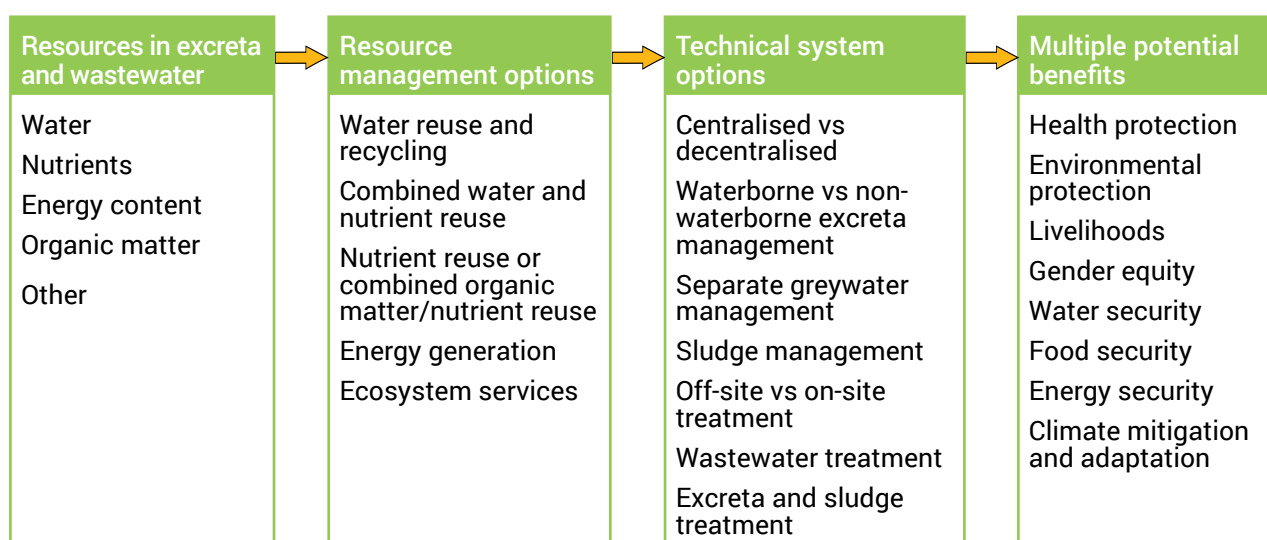 Resources in excreta
and wastewater
Water
Nutrients
Energy content
Organic matter
Other
Resource
management options
Water reuse and
recycling
Combined water and
nutrient reuse
Nutrient reuse or
combined organic
matter/nutrient reuse
Energy generation
Ecosystem services
Technical system
options
Centralised vs
decentralised
Waterborne vs non-
waterborne excreta
management
Separate greywater
management
Sludge management
Off-site vs on-site
treatment
Wastewater treatment
Excreta and sludge
treatment
Multiple potential
benefits
Health protection
Environmental
protection
Livelihoods
Gender equity
Water security
Food security
Energy security
Climate mitigation
and adaptation